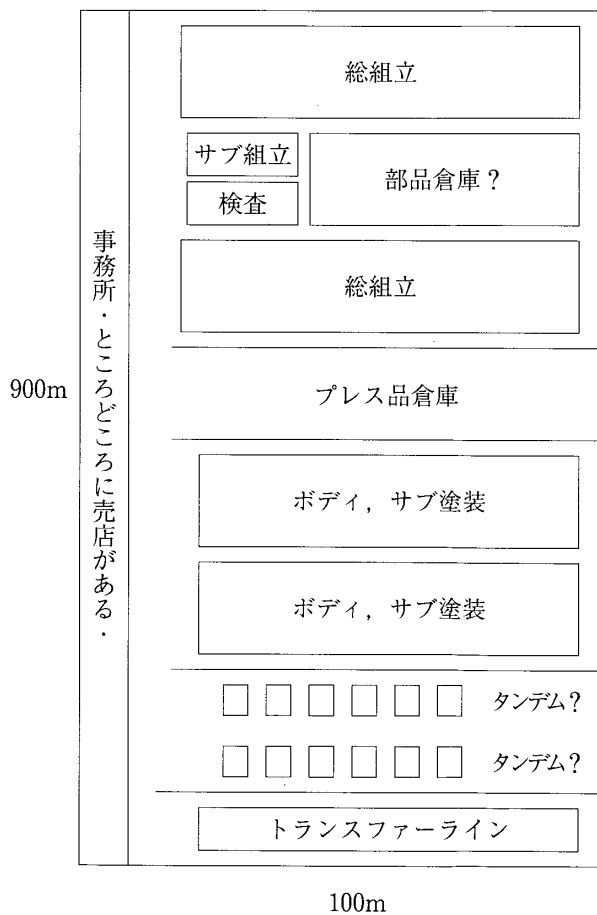 総組立
サブ組立
検査
部品倉庫?
総組立
事務所・ところどころに売店がある・
900m
プレス品倉庫
ボディ，サブ塗装
ボディ，サブ塗装
タンデム?
タンデム?
トランスファーライン
100m